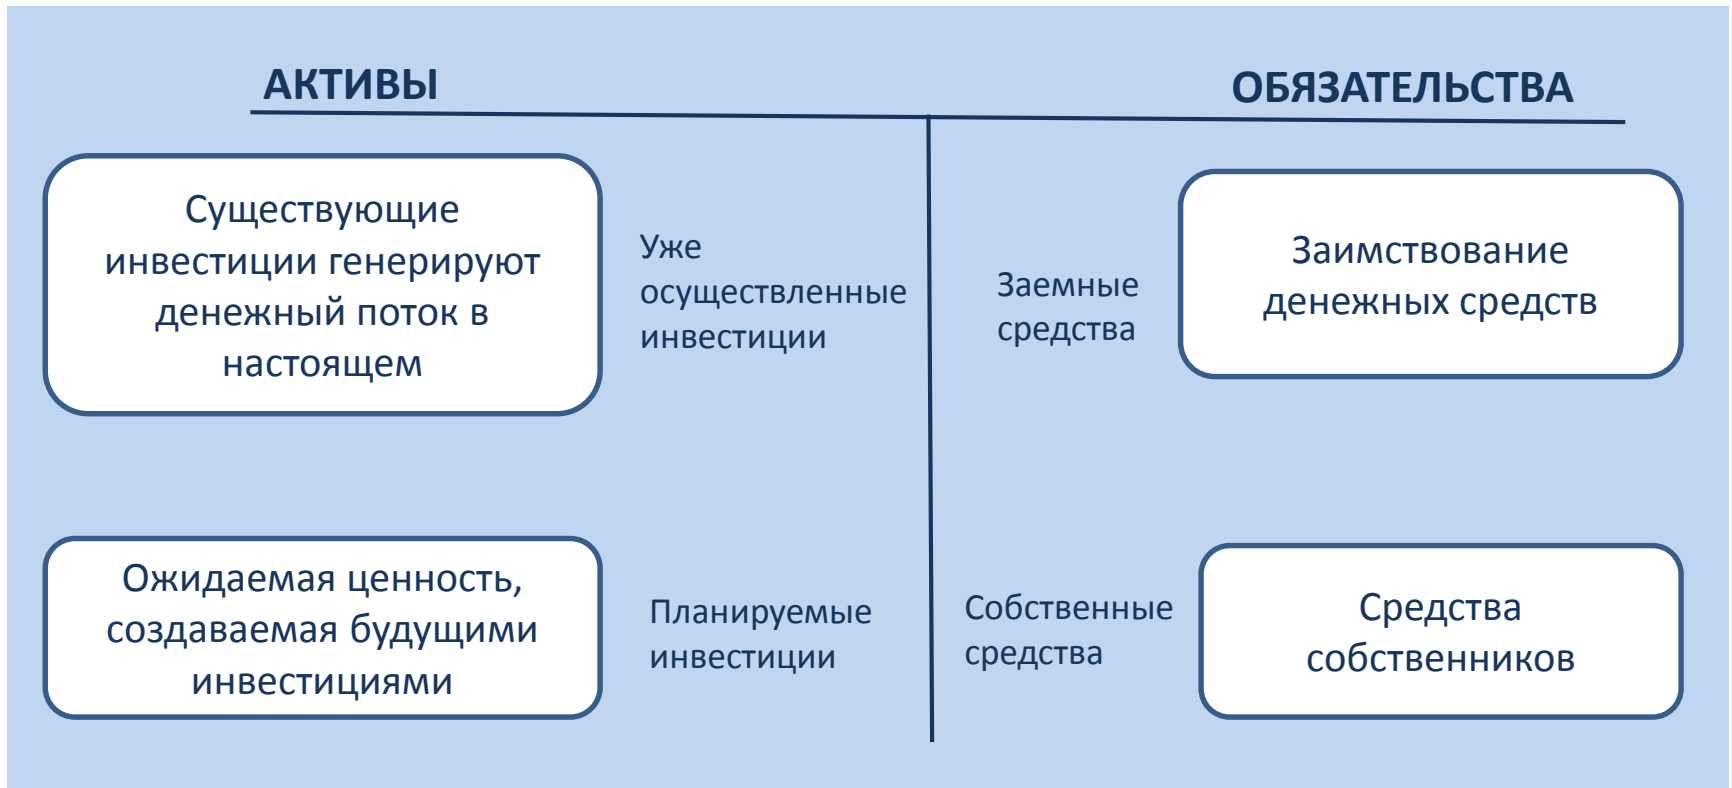 АКТИВЫ
ОБЯЗАТЕЛЬСТВА
Существующие
инвестиции генерируют
денежный поток в
настоящем
Уже
осуществленные
инвестиции
Заемные
средства
Заимствование
денежных средств
Ожидаемая ценность,
создаваемая будущими
инвестициями
Планируемые
инвестиции
Собственные
средства
Средства
собственников